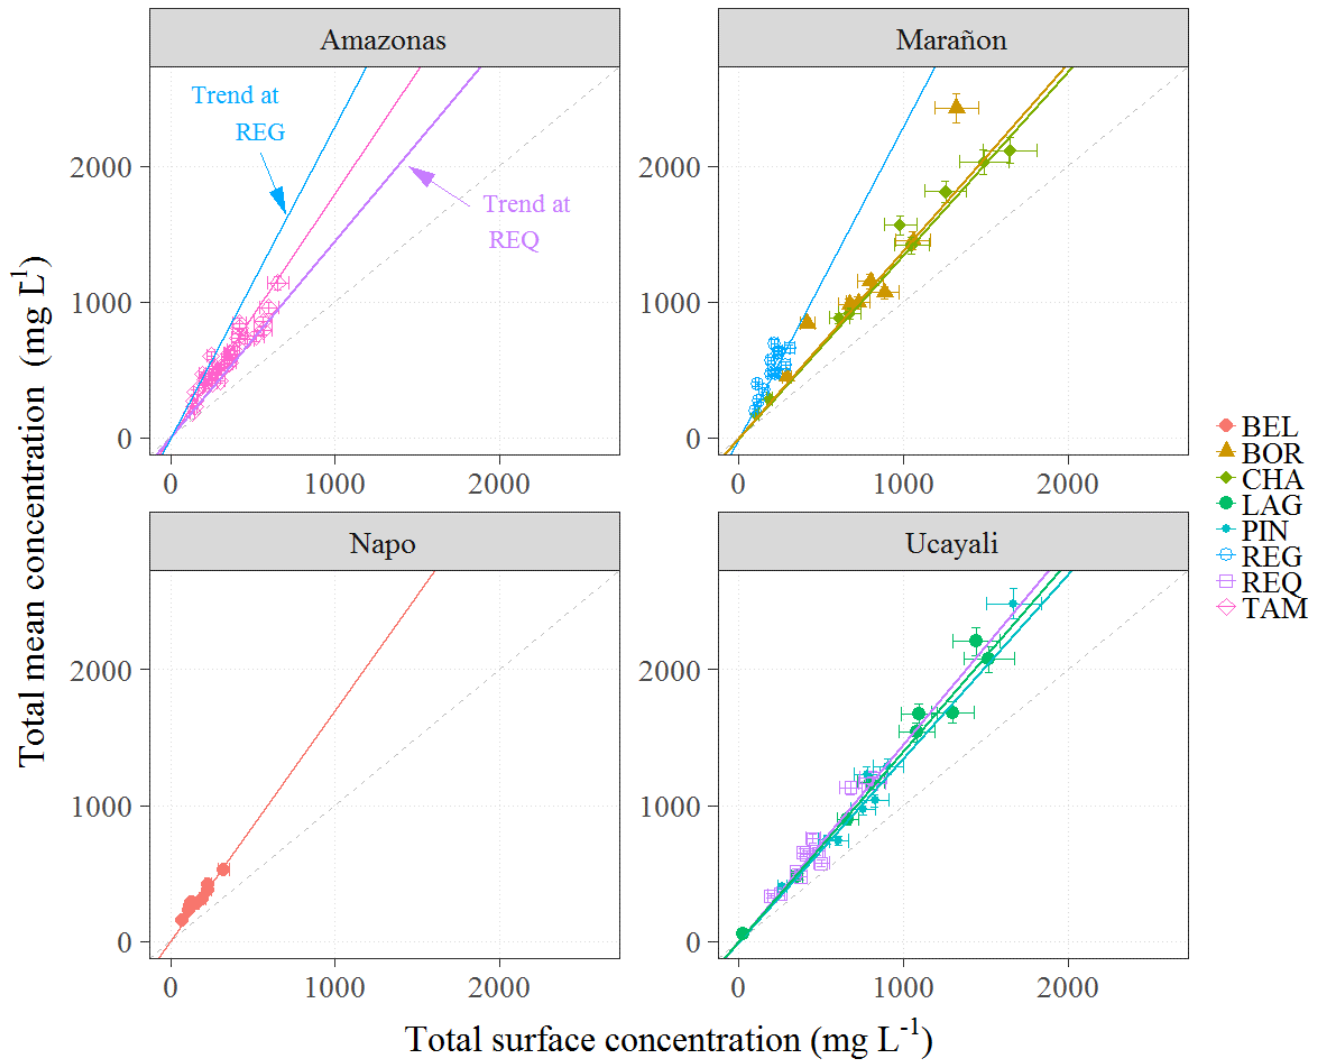 Amazonas
Marañon
Trend at
REG
Trend at
REQ
2000
1000
0
0
1000
2000
2000
1000
0
0
1000
2000
Napo
Ucayali
2000
1000
0
0
1000
2000
2000
1000
0
0
1000
2000
Total mean concentration (mg L¹)
Total surface concentration (mg L⁻¹)
BEL
BOR
CHA
LAG
PIN
REG
REQ
TAM